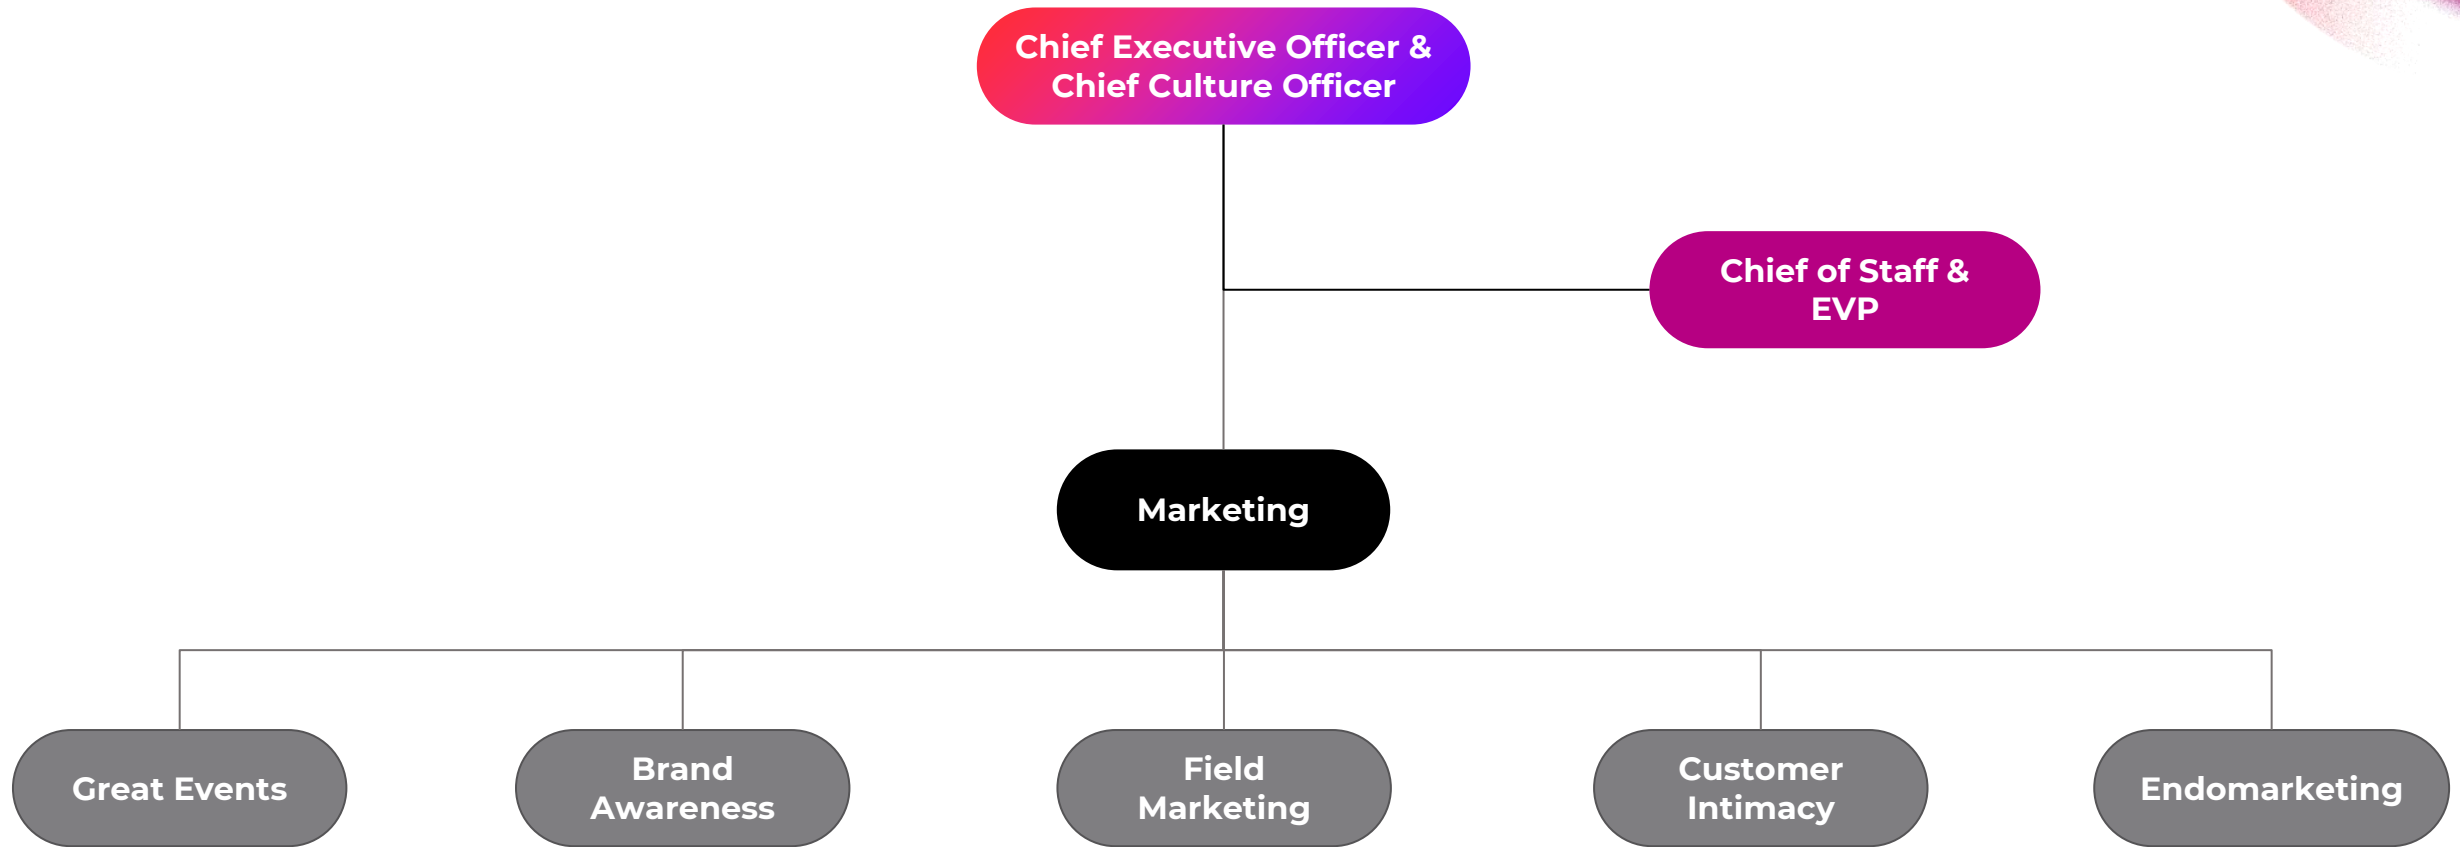 Chief Executive Officer &
Chief Culture Officer
Chief of Staff &
EVP
Marketing
Great Events
Brand
Awareness
Field
Marketing
Customer
Intimacy
Endomarketing